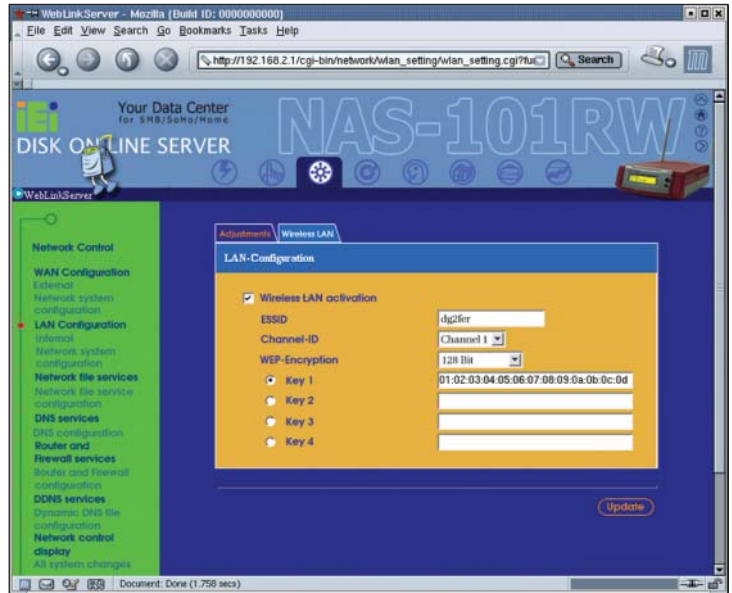 WebLinkServer - Mozilla {Build ID: 0000000000}
File Edit View Search Go Bookmarks Tasks Help
http://192.168.2.1/cgi-bin/network/wlan_setting/wlan_setting.cgi?fun
Search
iEi
Your Data Center
for SMB/SoHo/Home
NAS-101RW
DISK ON LINE SERVER
WebLinkServer
Network Control
WAN Configuration
External
Network system
configuration
LAN Configuration
Internal
Network system
configuration
Network file services
Network file service
configuration
DNS services
DNS configuration
Router and
Firewall services
Router and Firewall
configuration
DDNS services
Dynamic DNS file
configuration
Network control
display
All system changes
Adjustments
Wireless LAN
LAN-Configuration
Wireless LAN activation
ESSID
dg2fer
Channel-ID
Channel 1
WEP-Encryption
128 Bit
Key 1
01:02:03:04:05:06:07:08:09:0a:0b:0c:0d
Key 2
Key 3
Key 4
Update
Document: Done (1.758 secs)